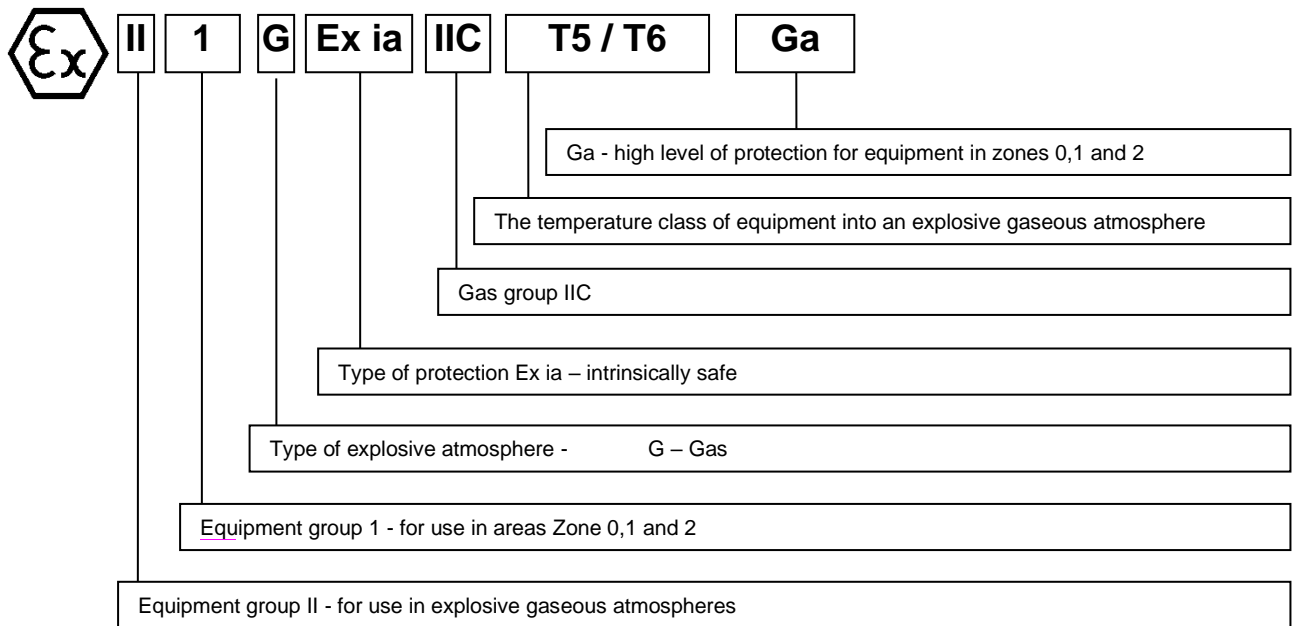 Ex II 1 G Ex ia IIC T5 / T6 Ga
Ga - high level of protection for equipment in zones 0,1 and 2
The temperature class of equipment into an explosive gaseous atmosphere
Gas group IIC
Type of protection Ex ia – intrinsically safe
Type of explosive atmosphere - G – Gas
Equipment group 1 - for use in areas Zone 0,1 and 2
Equipment group II - for use in explosive gaseous atmospheres